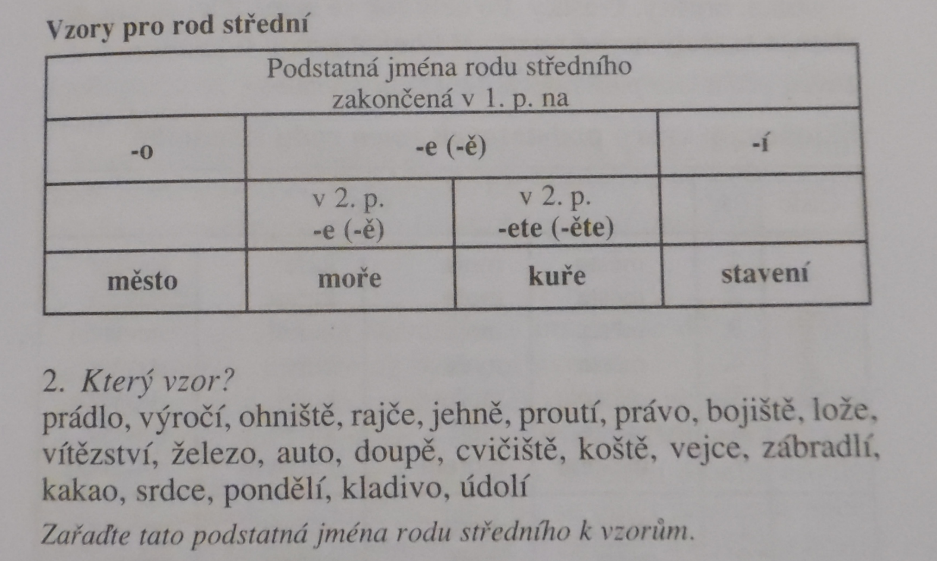 Vzory pro rod střední
Podstatná jména rodu středního
zakončená v 1. p. na
-o
-e (-ě)
-í
v 2. p.
-e (-ě)
v 2. p.
-ete (-ěte)
město
moře
kuře
stavení
2. Který vzor?
prádlo, výročí, ohniště, rajče, jehně, proutí, právo, bojiště, lože,
vítězství, železo, auto, doupě, cvičiště, koště, vejce, zábradlí,
kakao, srdce, pondělí, kladivo, údolí
Zařaďte tato podstatná jména rodu středního k vzorům.